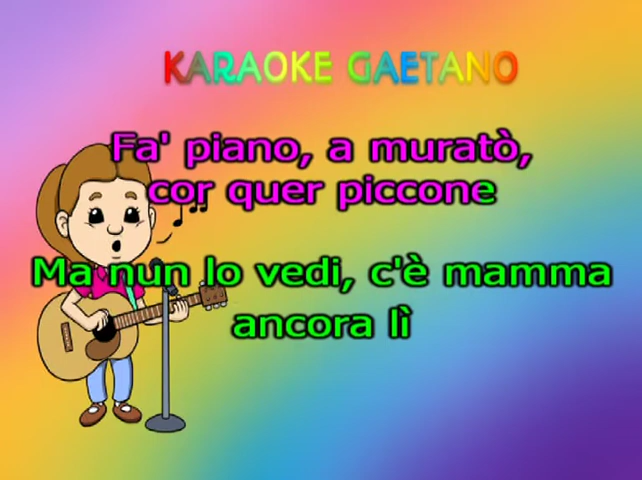 KARAOKE GAETANO
Fa' piano, a muratò,
cor quer piccone
Ma nun lo vedi, c'è mamma
ancora lì